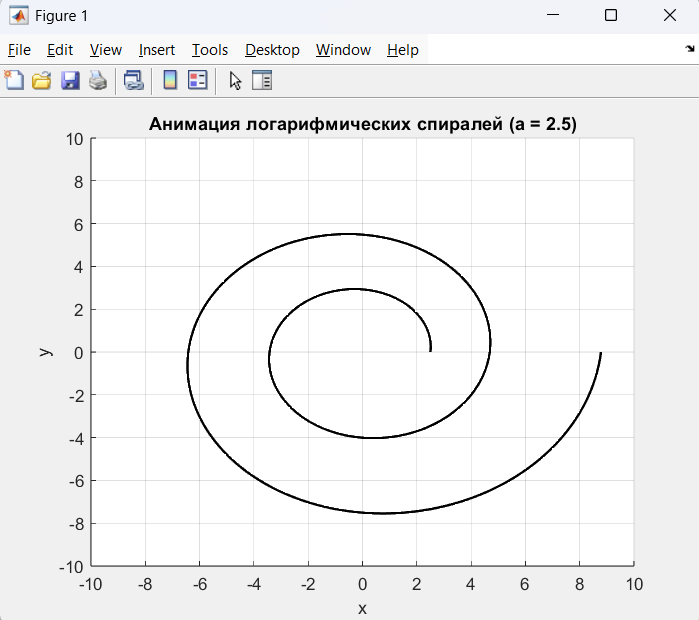 Figure 1
File Edit View Insert Tools Desktop Window Help
Анимация логарифмических спиралей (a = 2.5)
10
8
6
4
2
0
-2
-4
-6
-8
-10
y
-10 -8 -6 -4 -2 0 2 4 6 8 10
x